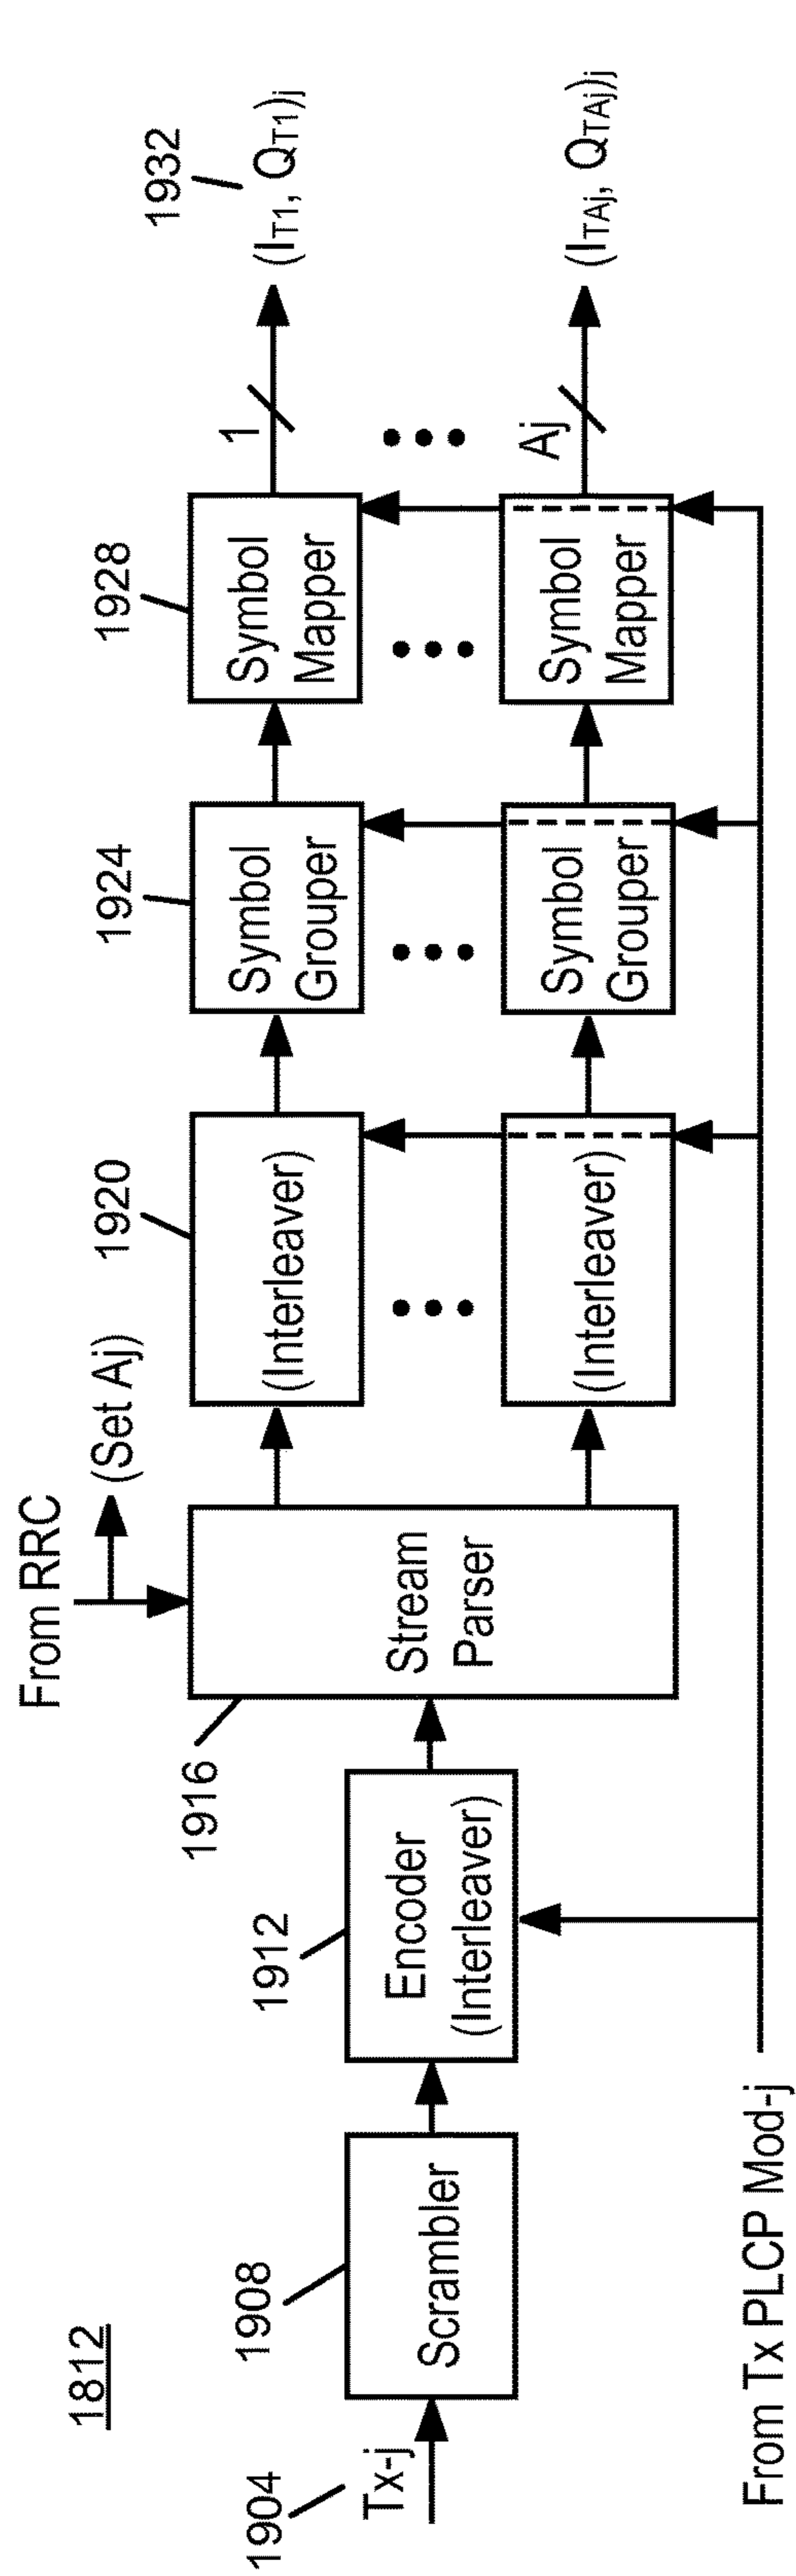 1812
1904
Tx-j
1908
Scrambler
1912
Encoder
(Interleaver)
1916
Stream
Parser
From RRC
(Set Aj)
1920
(Interleaver)
(Interleaver)
1924
Symbol
Grouper
Symbol
Grouper
1928
Symbol
Mapper
Symbol
Mapper
1
Aj
1932
(IT1, QT1)j
(ITAj, QTAj)j
From Tx PLCP Mod-j